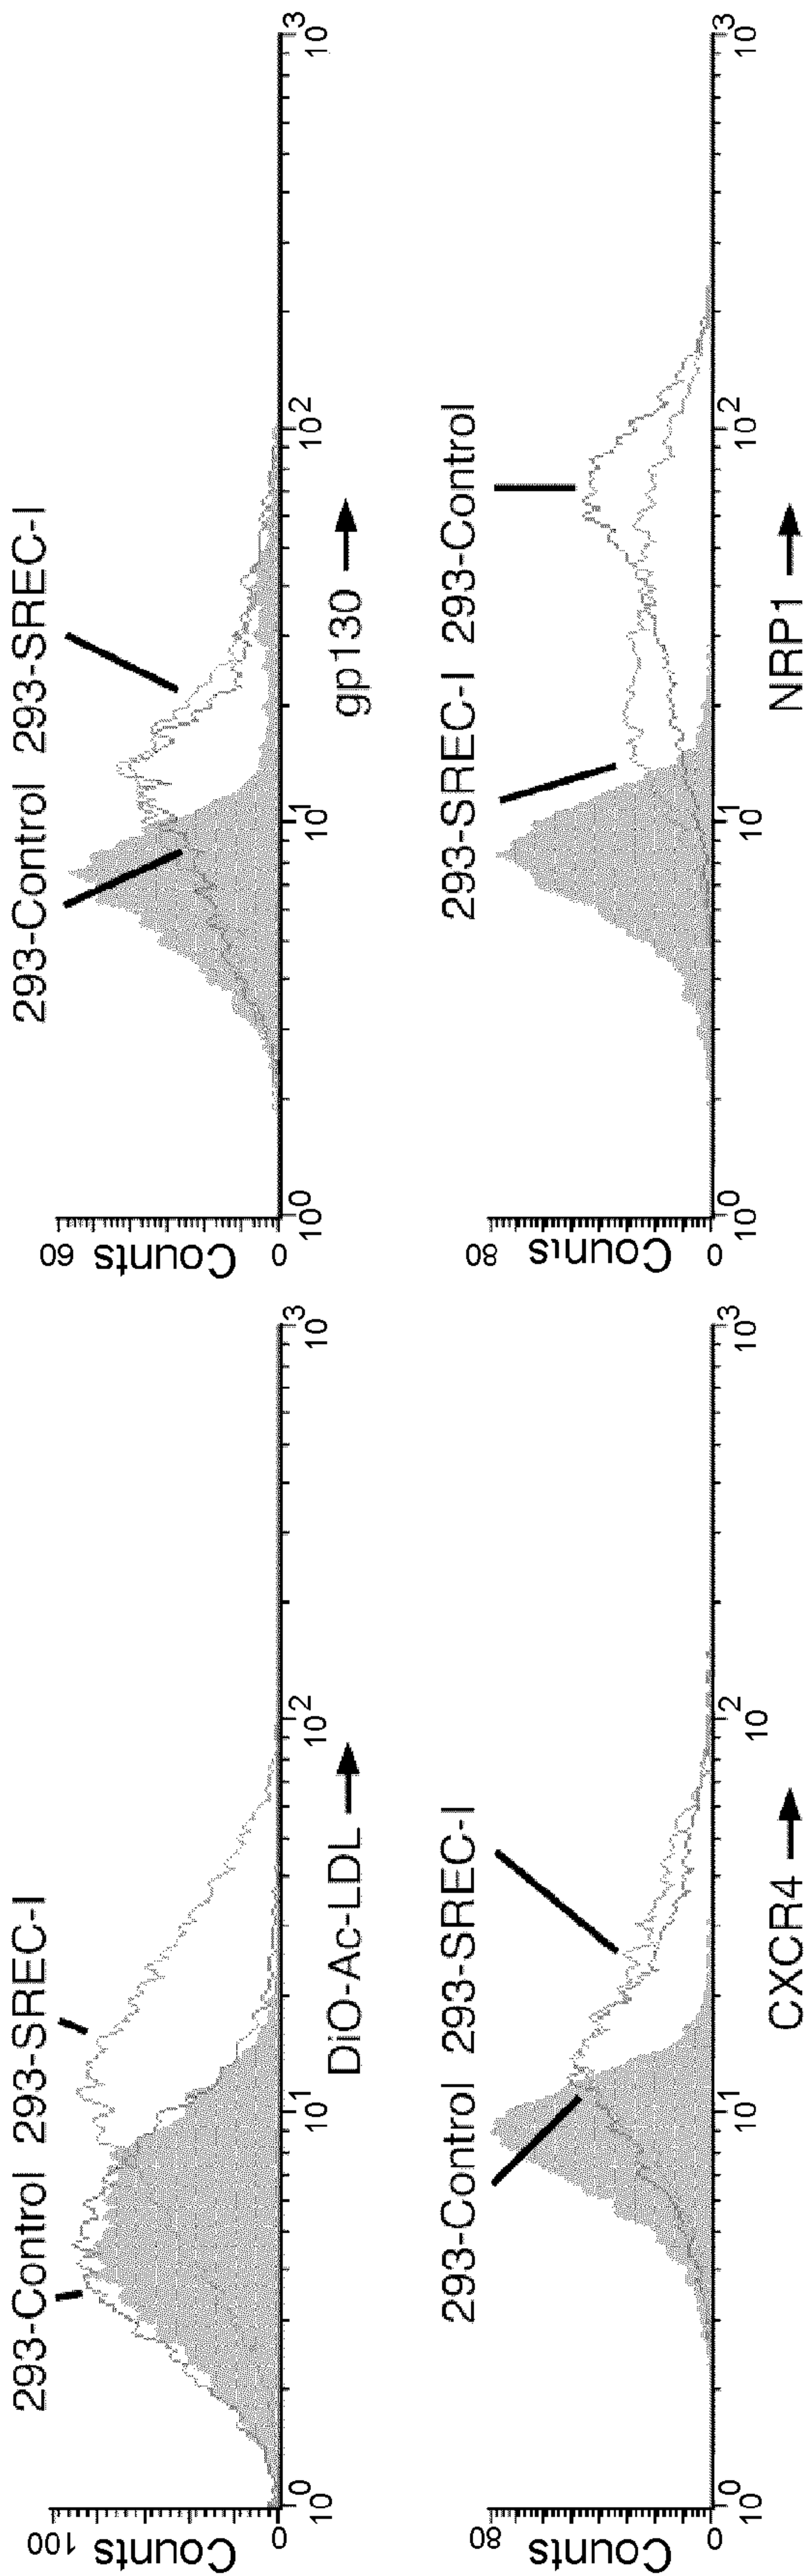 293-Control 293-SREC-I
100
Counts
0
10^0 10^1 10^2 10^3
DiO-Ac-LDL →
293-Control 293-SREC-I
60
Counts
0
10^0 10^1 10^2 10^3
gp130 →
293-Control 293-SREC-I
80
Counts
0
10^0 10^1 10^2 10^3
CXCR4 →
293-SREC-I 293-Control
80
Counts
0
10^0 10^1 10^2 10^3
NRP1 →